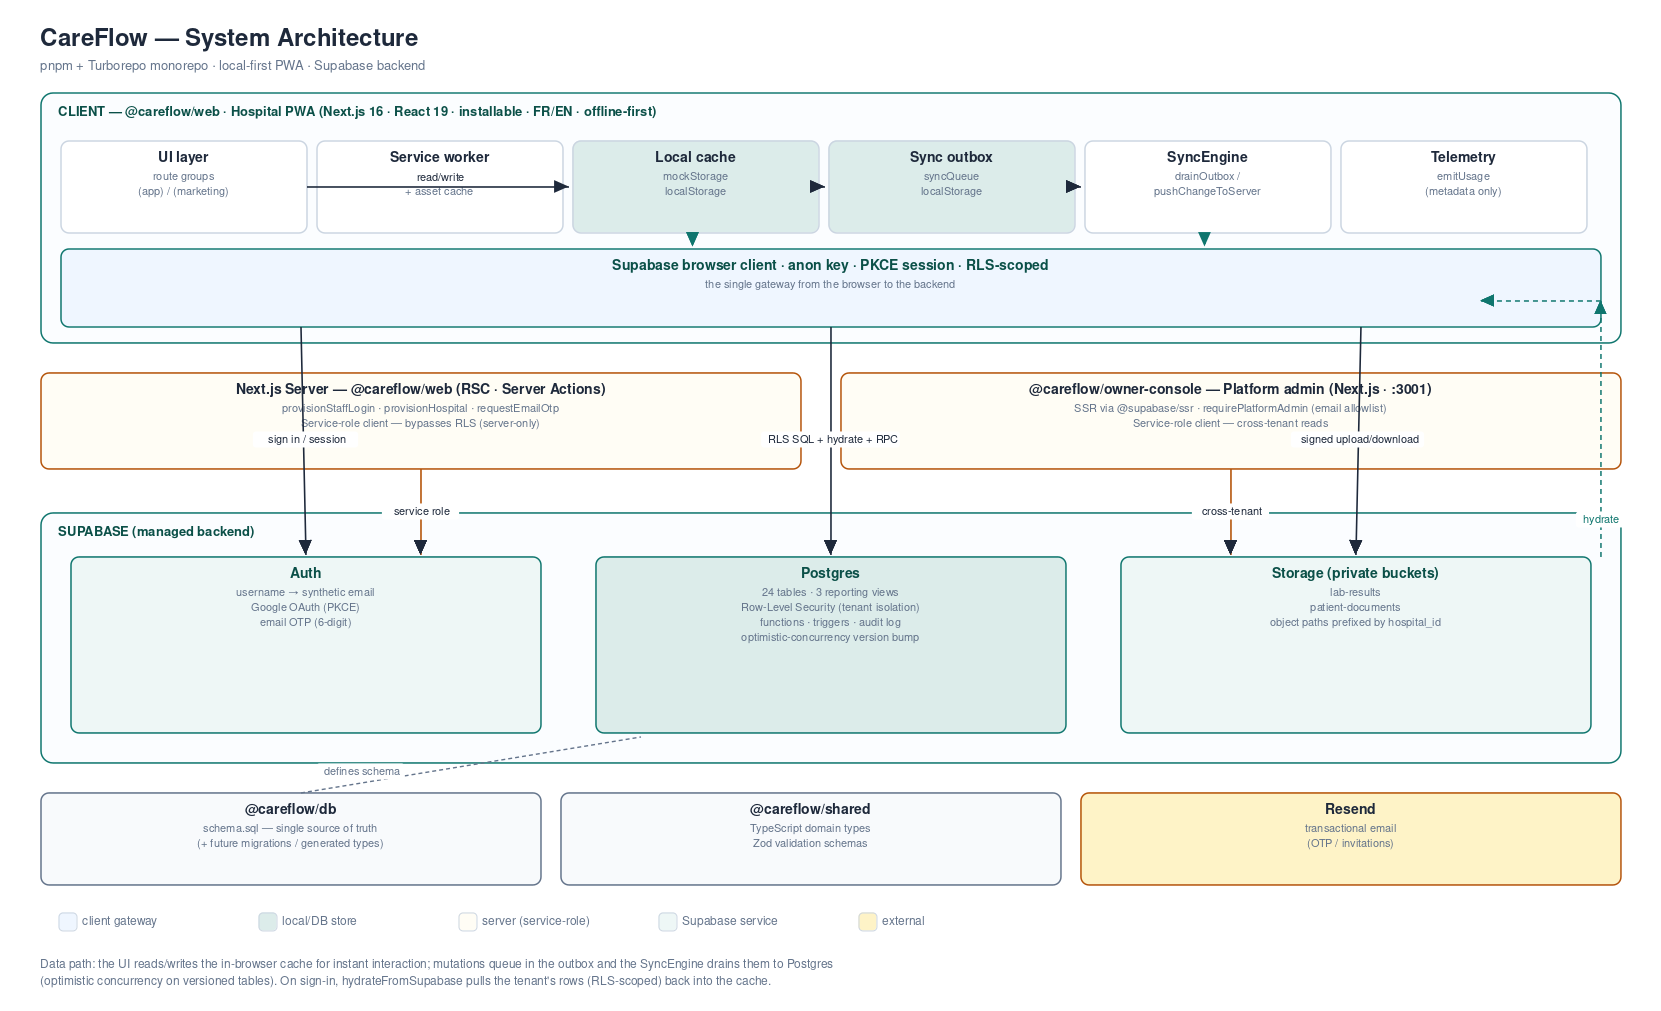 CareFlow — System Architecture
pnpm + Turborepo monorepo · local-first PWA · Supabase backend
CLIENT — @careflow/web · Hospital PWA (Next.js 16 · React 19 · installable · FR/EN · offline-first)
UI layer
route groups
(app) / (marketing)
Service worker
read/write
+ asset cache
Local cache
mockStorage
localStorage
Sync outbox
syncQueue
localStorage
SyncEngine
drainOutbox /
pushChangeToServer
Telemetry
emitUsage
(metadata only)
Supabase browser client · anon key · PKCE session · RLS-scoped
the single gateway from the browser to the backend
Next.js Server — @careflow/web (RSC · Server Actions)
provisionStaffLogin · provisionHospital · requestEmailOtp
Service-role client — bypasses RLS (server-only)
sign in / session
RLS SQL + hydrate + RPC
@careflow/owner-console — Platform admin (Next.js · :3001)
SSR via @supabase/ssr · requirePlatformAdmin (email allowlist)
Service-role client — cross-tenant reads
signed upload/download
service role
cross-tenant
hydrate
SUPABASE (managed backend)
Auth
username → synthetic email
Google OAuth (PKCE)
email OTP (6-digit)
Postgres
24 tables · 3 reporting views
Row-Level Security (tenant isolation)
functions · triggers · audit log
optimistic-concurrency version bump
Storage (private buckets)
lab-results
patient-documents
object paths prefixed by hospital_id
defines schema
@careflow/db
schema.sql — single source of truth
(+ future migrations / generated types)
@careflow/shared
TypeScript domain types
Zod validation schemas
Resend
transactional email
(OTP / invitations)
client gateway
local/DB store
server (service-role)
Supabase service
external
Data path: the UI reads/writes the in-browser cache for instant interaction; mutations queue in the outbox and the SyncEngine drains them to Postgres
(optimistic concurrency on versioned tables). On sign-in, hydrateFromSupabase pulls the tenant's rows (RLS-scoped) back into the cache.